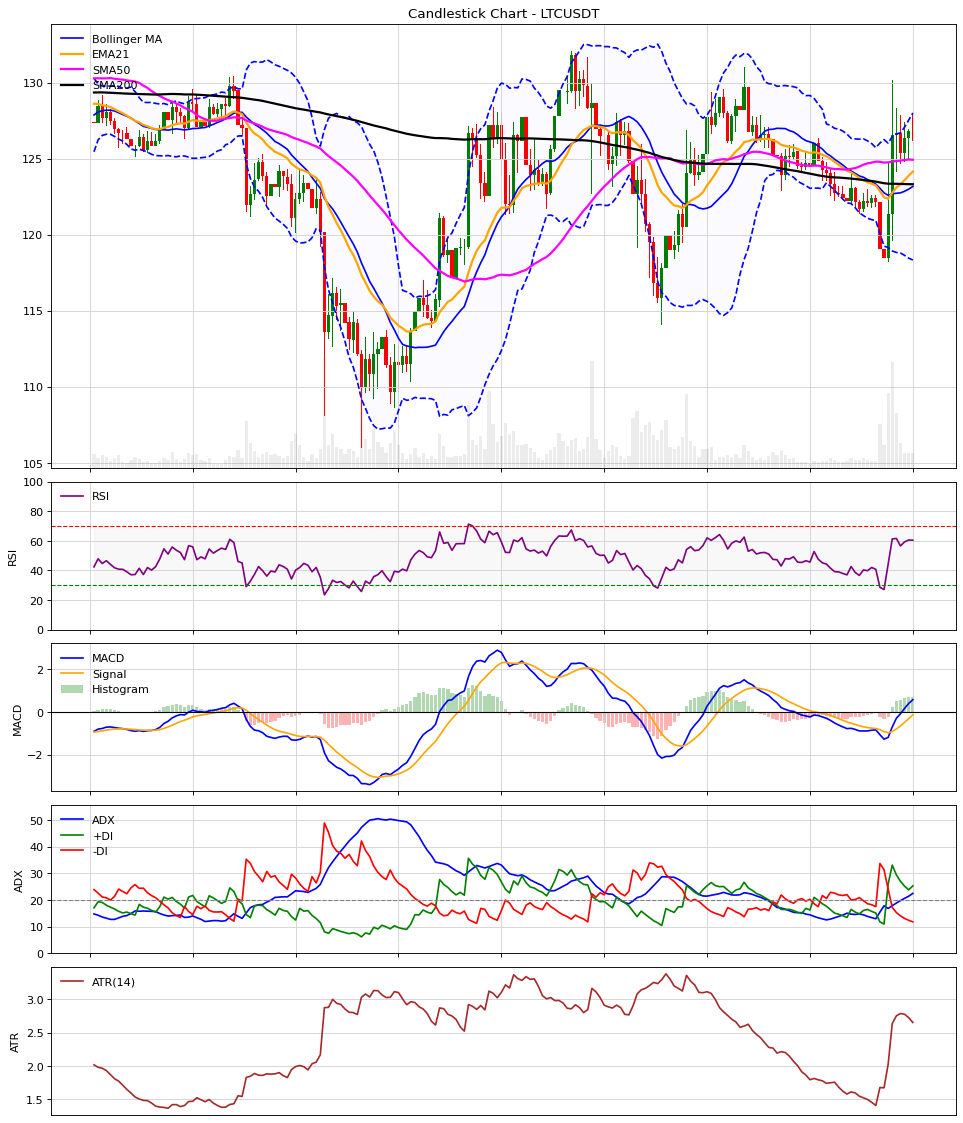 Candlestick Chart - LTCUSDT
Bollinger MA
EMA21
SMA50
SMA200
130
125
120
115
110
105
RSI
100
80
60
40
20
0
RSI
MACD
Signal
Histogram
2
0
−2
MACD
ADX
+DI
-DI
50
40
30
20
10
0
ADX
ATR(14)
3.0
2.5
2.0
1.5
ATR